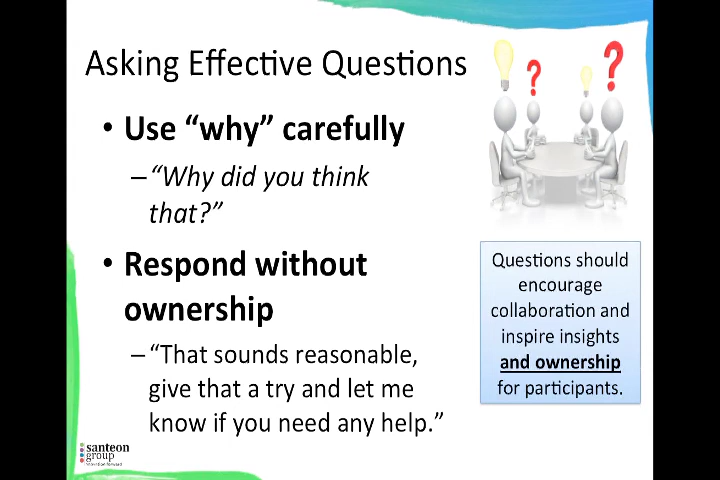 Asking Effective Questions
• Use “why” carefully
–“Why did you think
that?”
• Respond without
ownership
–“That sounds reasonable,
give that a try and let me
know if you need any help.”
Questions should
encourage
collaboration and
inspire insights
and ownership
for participants.
santeon
group